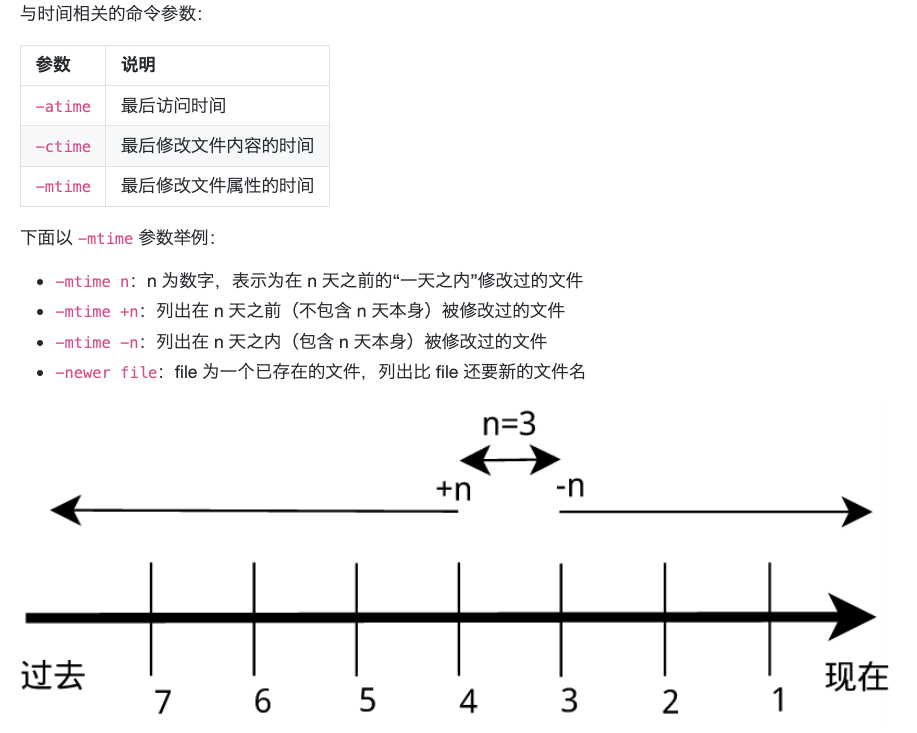 与时间相关的命令参数：
参数 说明
-atime 最后访问时间
-ctime 最后修改文件内容的时间
-mtime 最后修改文件属性的时间
下面以 -mtime 参数举例：
-mtime n：n 为数字，表示为在 n 天之前的“一天之内”修改过的文件
-mtime +n：列出在 n 天之前（不包含 n 天本身）被修改过的文件
-mtime -n：列出在 n 天之内（包含 n 天本身）被修改过的文件
-newer file：file 为一个已存在的文件，列出比 file 还要新的文件名
n=3
+n -n
过去 7 6 5 4 3 2 1 现在